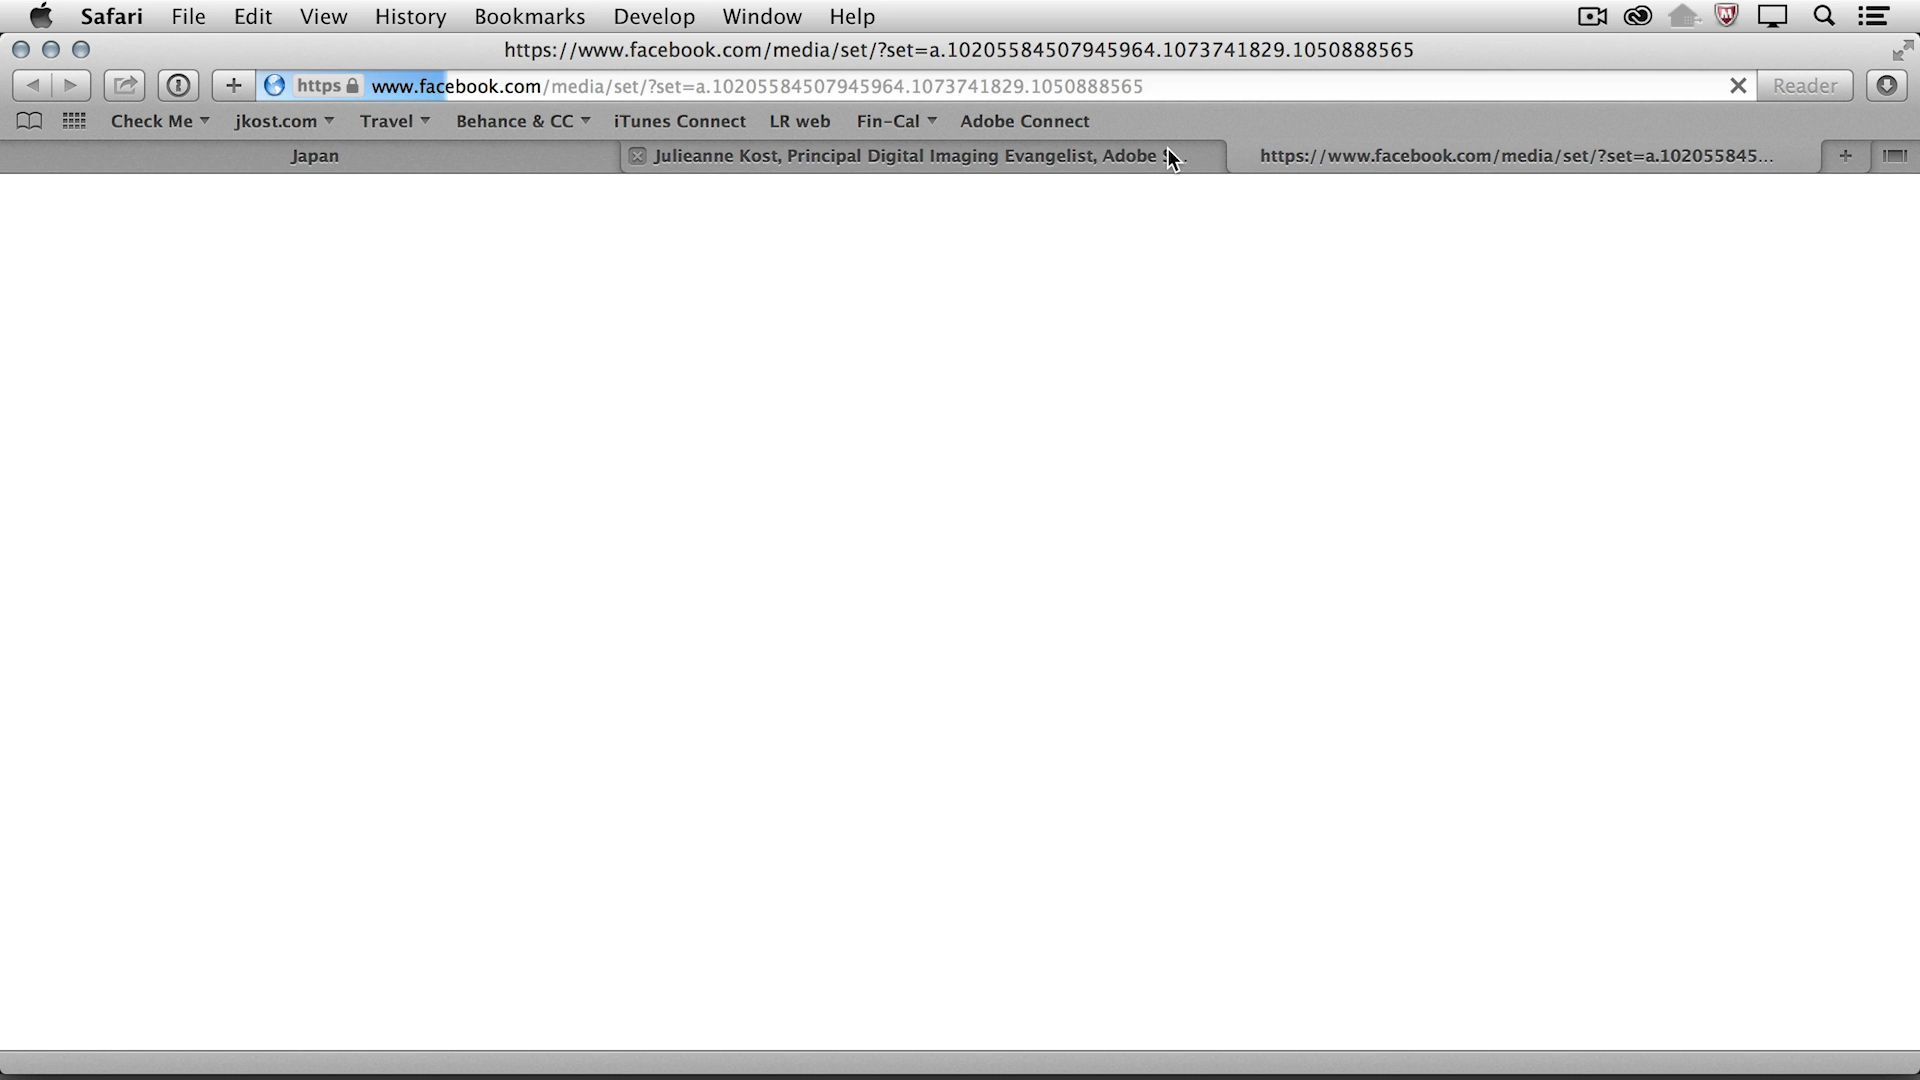 Safari File Edit View History Bookmarks Develop Window Help
https://www.facebook.com/media/set/?set=a.10205584507945964.1073741829.1050888565
https www.facebook.com/media/set/?set=a.10205584507945964.1073741829.1050888565 Reader
Check Me jkost.com Travel Behance & CC iTunes Connect LR web Fin-Cal Adobe Connect
Japan Julieanne Kost, Principal Digital Imaging Evangelist, Adobe S... https://www.facebook.com/media/set/?set=a.102055845...